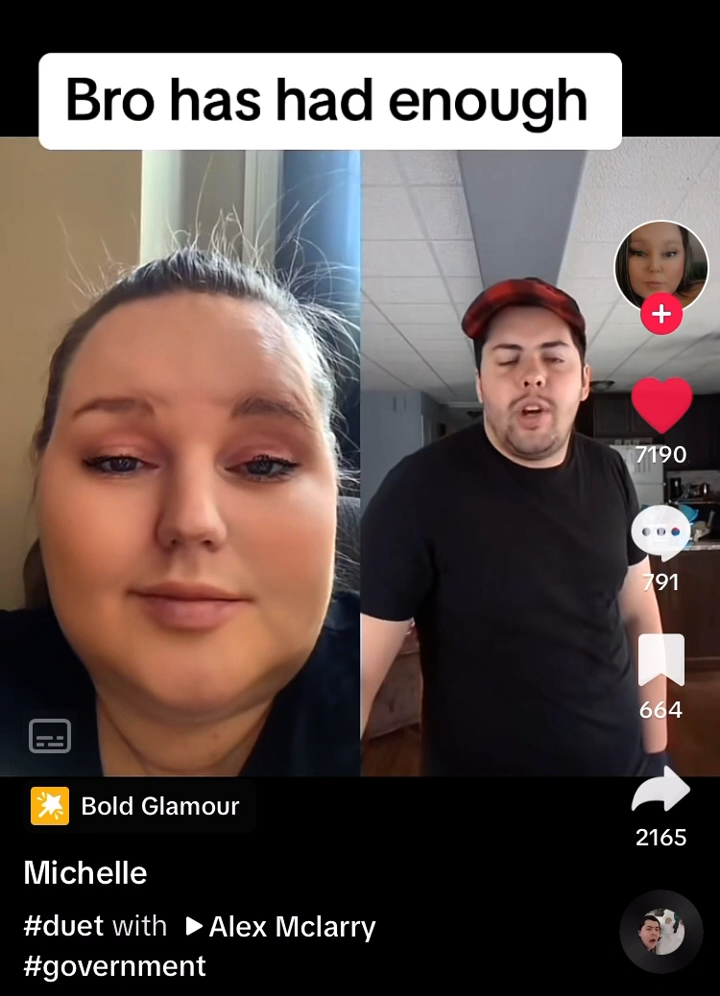 Bro has had enough
7190
791
664
2165
Bold Glamour
Michelle
#duet with ▶ Alex Mclarry
#government